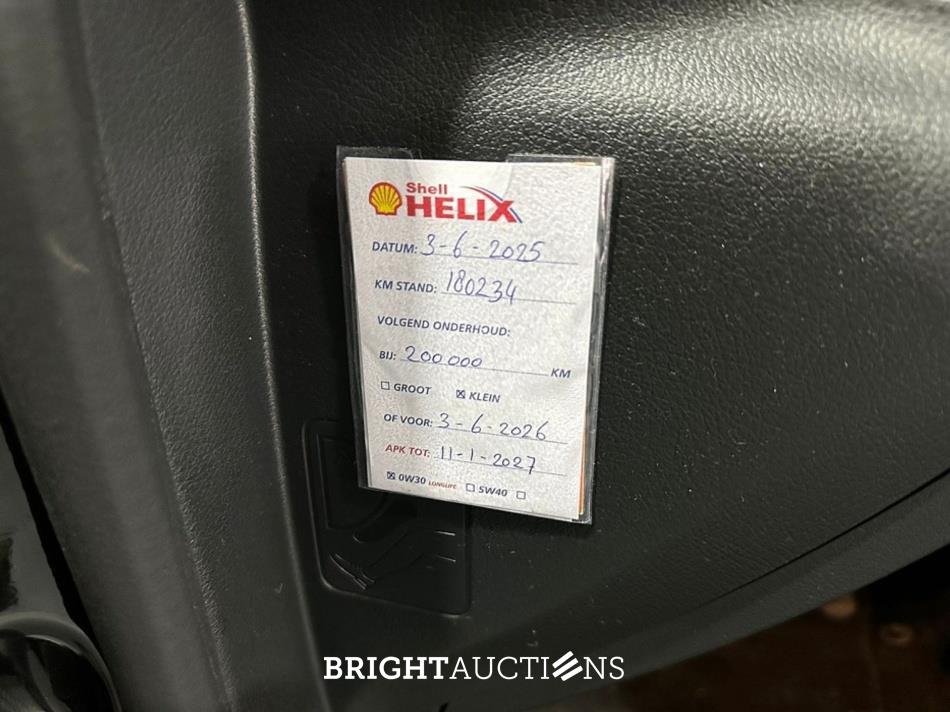 Shell
HELIX
DATUM: 3-6-2025
KM STAND: 180234
VOLGEND ONDERHOUD:
BIJ: 200000 KM
☐ GROOT ☒ KLEIN
OF VOOR: 3-6-2026
APK TOT: 11-1-2027
☒ 0W30 LONGLIFE ☐ 5W40 ☐
BRIGHTAUCTIONS